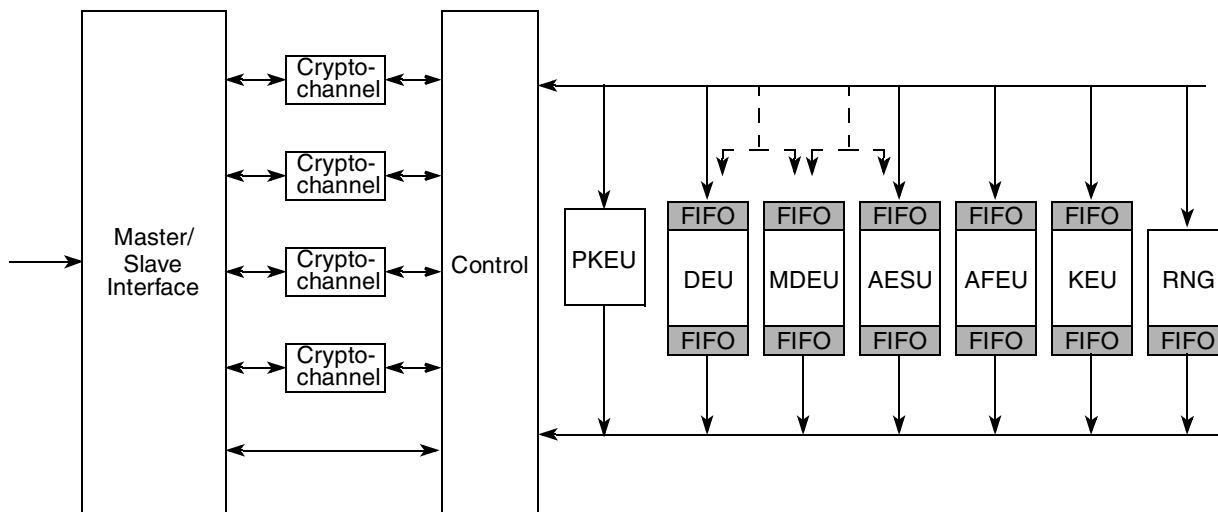 Crypto-
channel
Crypto-
channel
Crypto-
channel
Crypto-
channel
Master/
Slave
Interface
Control
PKEU
FIFO
DEU
FIFO
FIFO
MDEU
FIFO
FIFO
AESU
FIFO
FIFO
AFEU
FIFO
FIFO
KEU
FIFO
RNG
FIFO